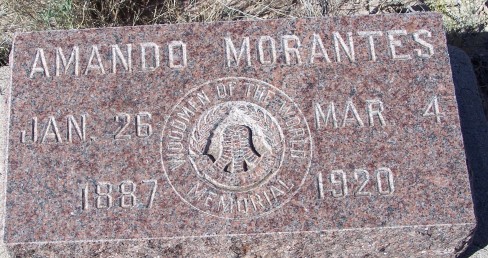 AMANDO MORANTES
JAN. 26
WOODMEN OF THE WORLD
MEMORIAL
MAR 4
1887
1920